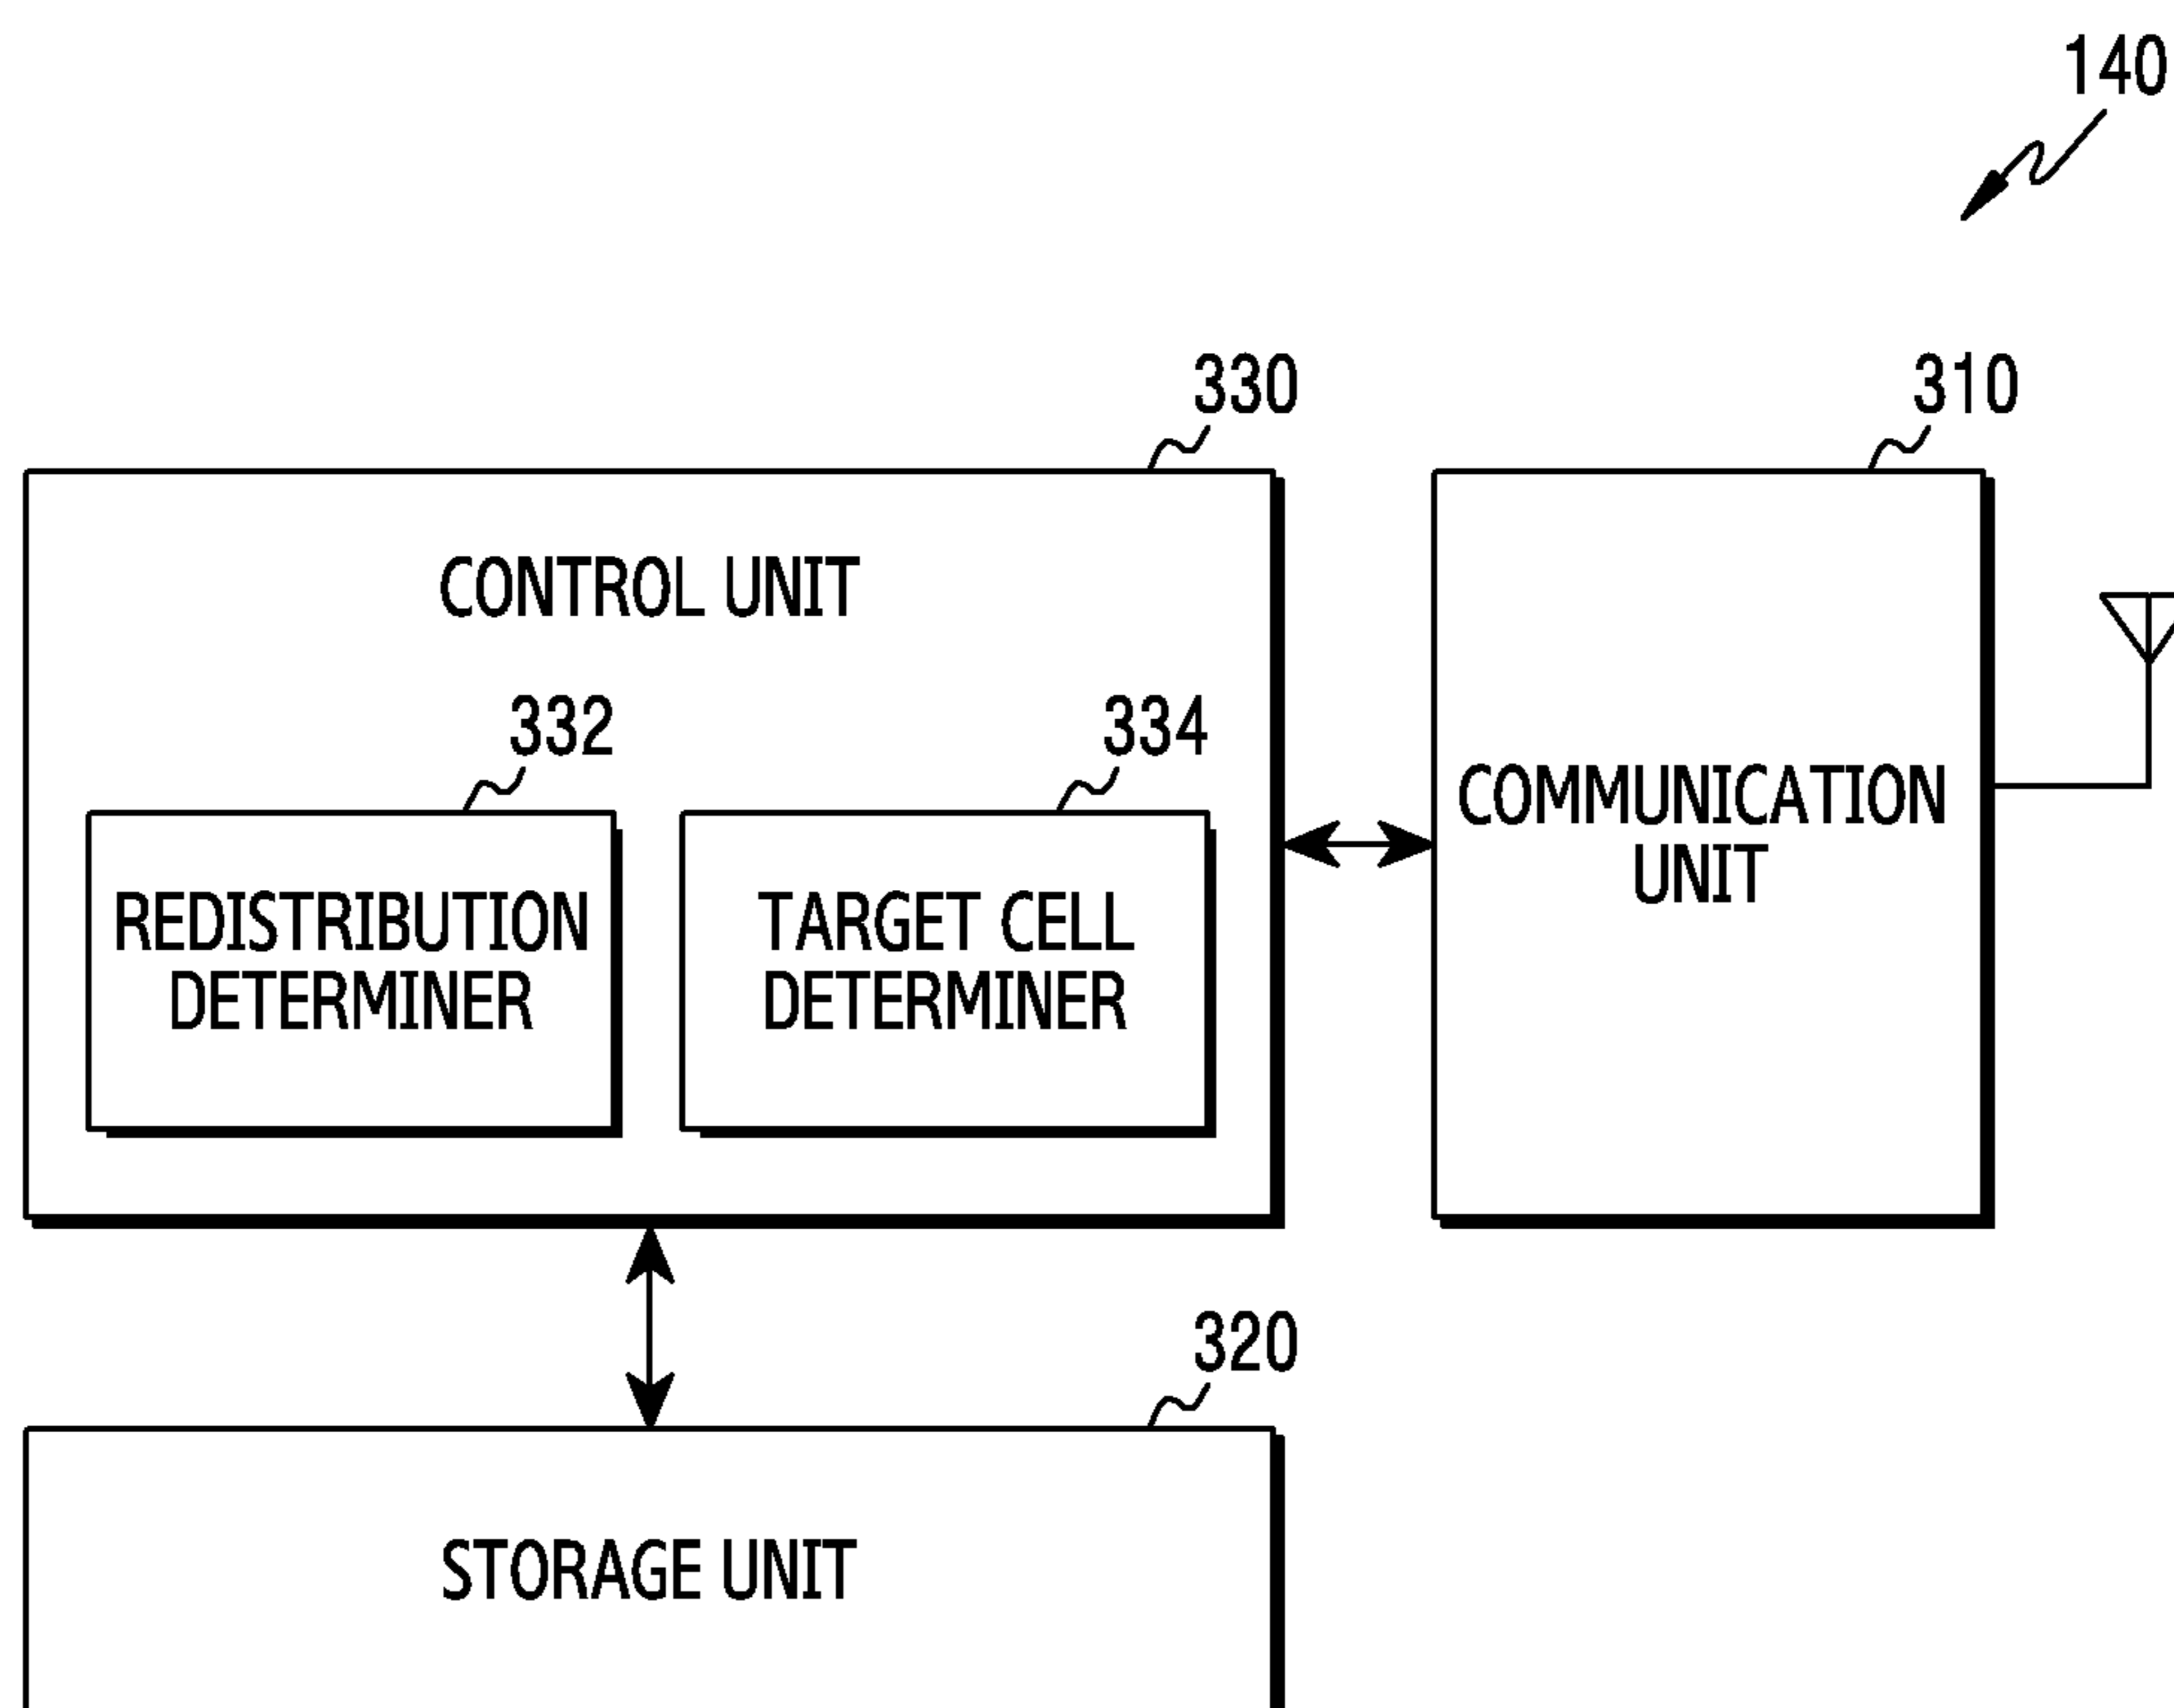 140
330
310
CONTROL UNIT
332
334
COMMUNICATION
UNIT
REDISTRIBUTION
DETERMINER
TARGET CELL
DETERMINER
320
STORAGE UNIT